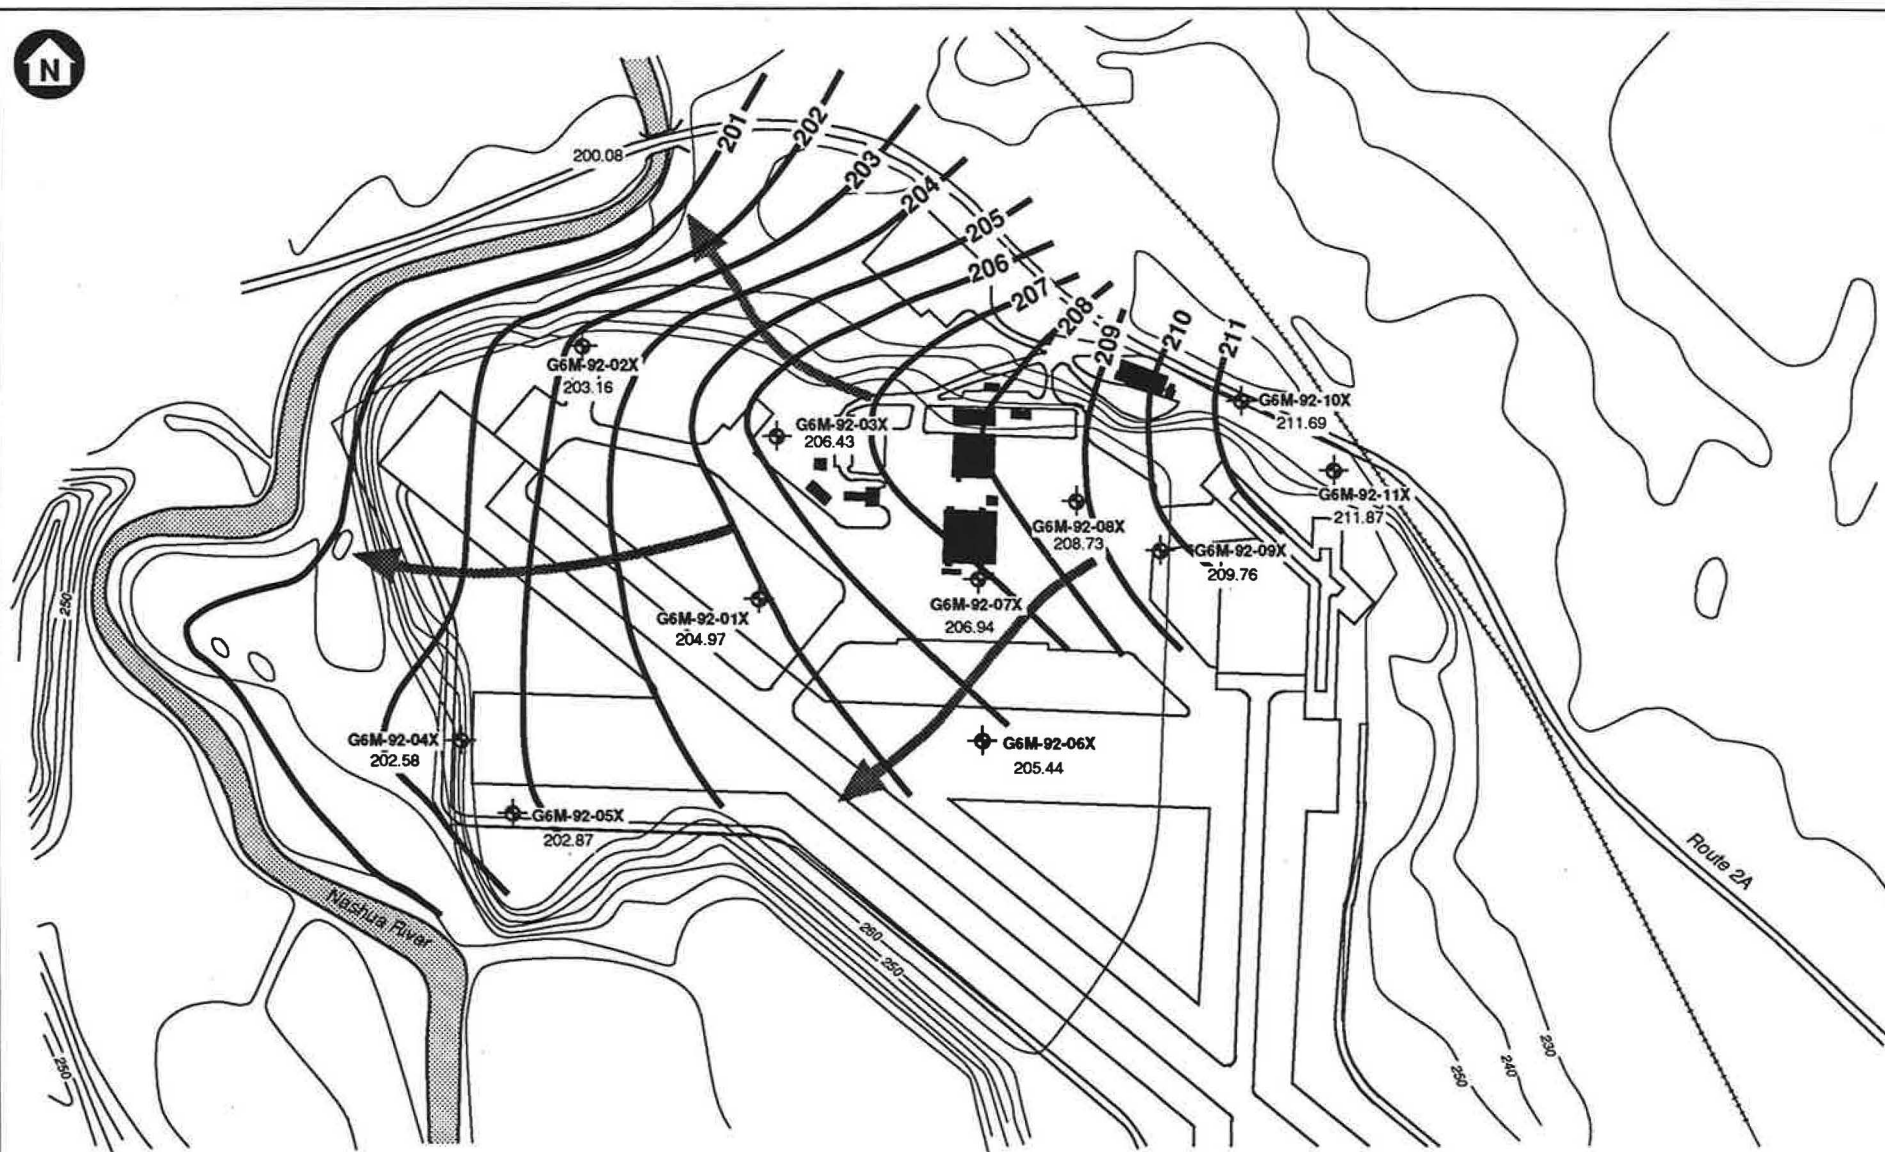 N
201
202
203
204
205
206
207
208
209
210
211
200.08
G6M-92-02X
203.16
G6M-92-03X
206.43
G6M-92-10X
211.69
G6M-92-11X
211.87
G6M-92-08X
208.73
G6M-92-09X
209.76
G6M-92-01X
204.97
G6M-92-07X
206.94
250
G6M-92-04X
202.58
G6M-92-06X
205.44
G6M-92-05X
202.87
Route 2A
Nashua River
260
250
250
250
240
230